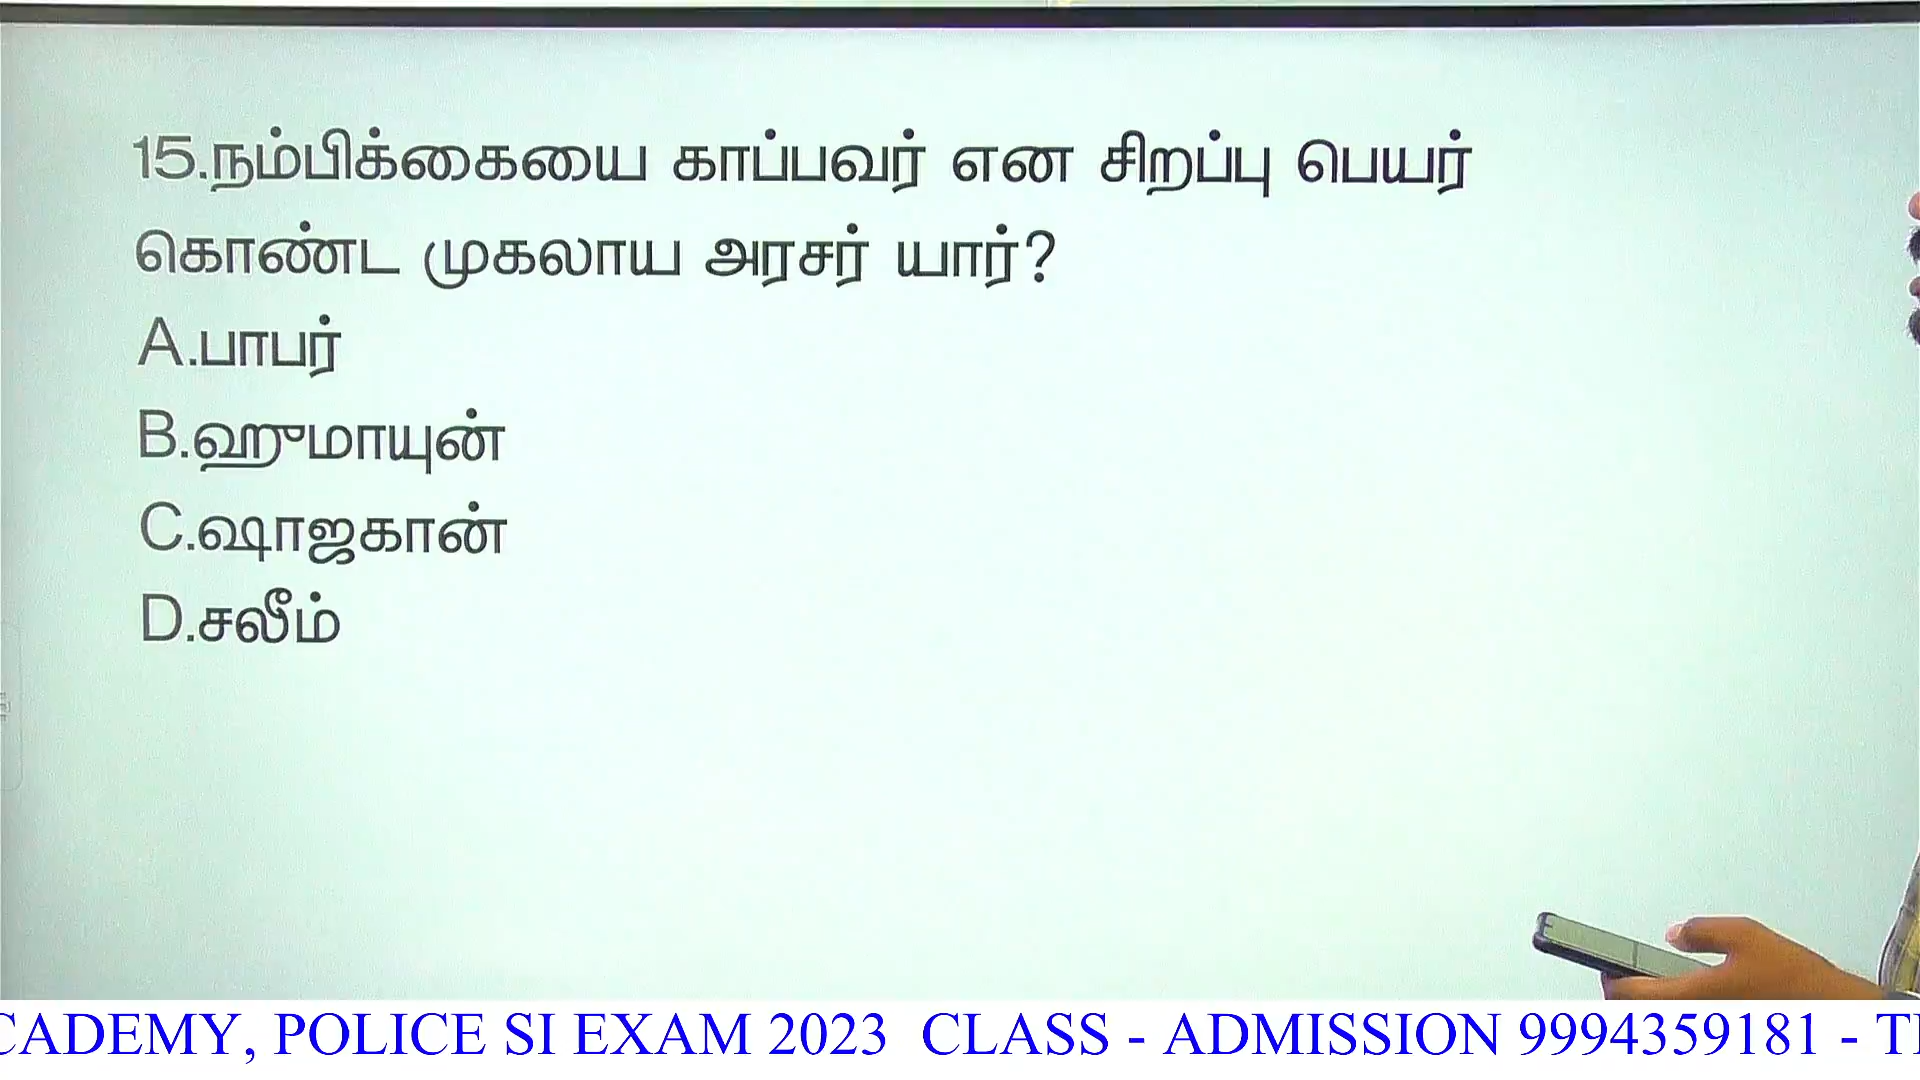 15.நம்பிக்கையை காப்பவர் என சிறப்பு பெயர்
கொண்ட முகலாய அரசர் யார்?
A.பாபர்
B.ஹுமாயுன்
C.ஷாஜகான்
D.சலீம்
CADEMY, POLICE SI EXAM 2023 CLASS - ADMISSION 9994359181 -